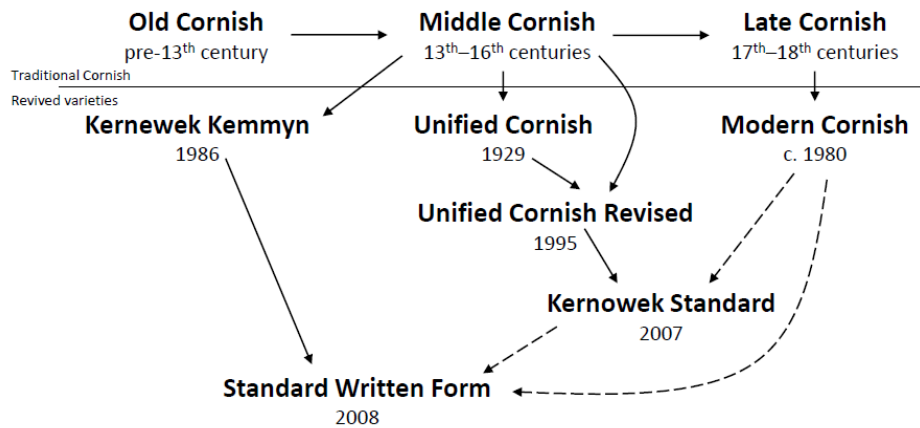 Old Cornish Middle Cornish Late Cornish
pre-13th century 13th–16th centuries 17th–18th centuries
Traditional Cornish
Revived varieties
Kernewek Kemmyn Unified Cornish Modern Cornish
1986 1929 c. 1980
Unified Cornish Revised
1995
Kernowek Standard
2007
Standard Written Form
2008